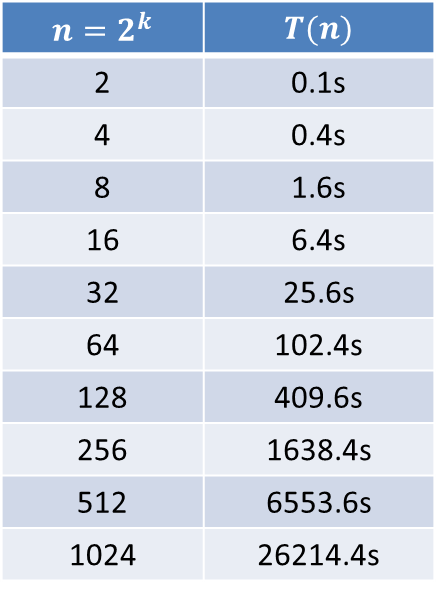 n = 2^k T(n)
2 0.1s
4 0.4s
8 1.6s
16 6.4s
32 25.6s
64 102.4s
128 409.6s
256 1638.4s
512 6553.6s
1024 26214.4s